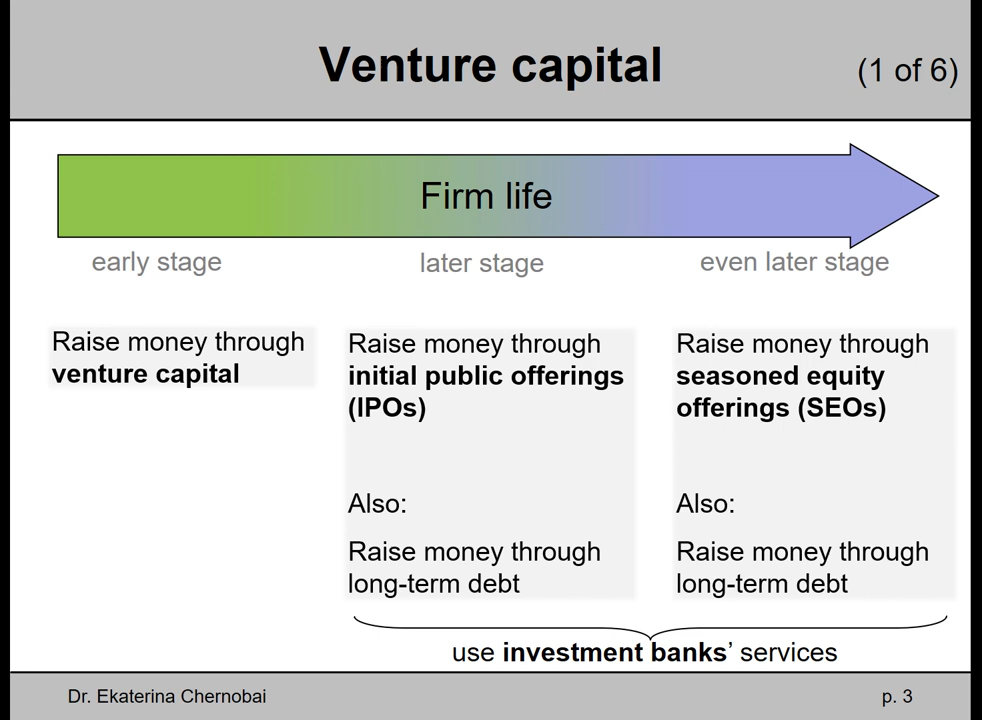 Venture capital
(1 of 6)
Firm life
early stage
later stage
even later stage
Raise money through
venture capital
Raise money through
initial public offerings
(IPOs)
Also:
Raise money through
long-term debt
Raise money through
seasoned equity
offerings (SEOs)
Also:
Raise money through
long-term debt
use investment banks’ services
Dr. Ekaterina Chernobai
p. 3